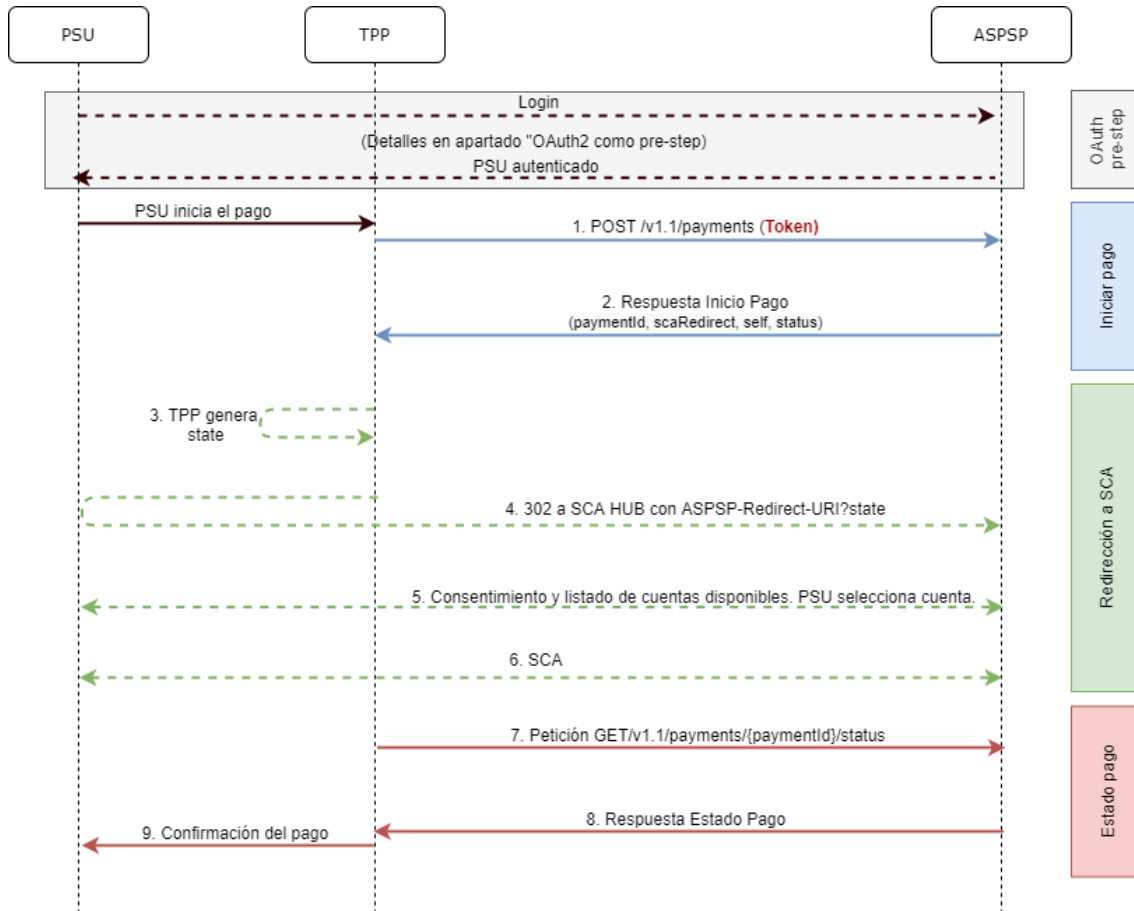 PSU
TPP
ASPSP
Login
(Detalles en apartado "OAuth2 como pre-step)
PSU autenticado
OAuth
pre-step
PSU inicia el pago
1. POST /v1.1/payments (Token)
2. Respuesta Inicio Pago
(paymentId, scaRedirect, self, status)
Iniciar pago
3. TPP genera
state
4. 302 a SCA HUB con ASPSP-Redirect-URI?state
5. Consentimiento y listado de cuentas disponibles. PSU selecciona cuenta.
6. SCA
Redirección a SCA
7. Petición GET/v1.1/payments/{paymentId}/status
8. Respuesta Estado Pago
9. Confirmación del pago
Estado pago